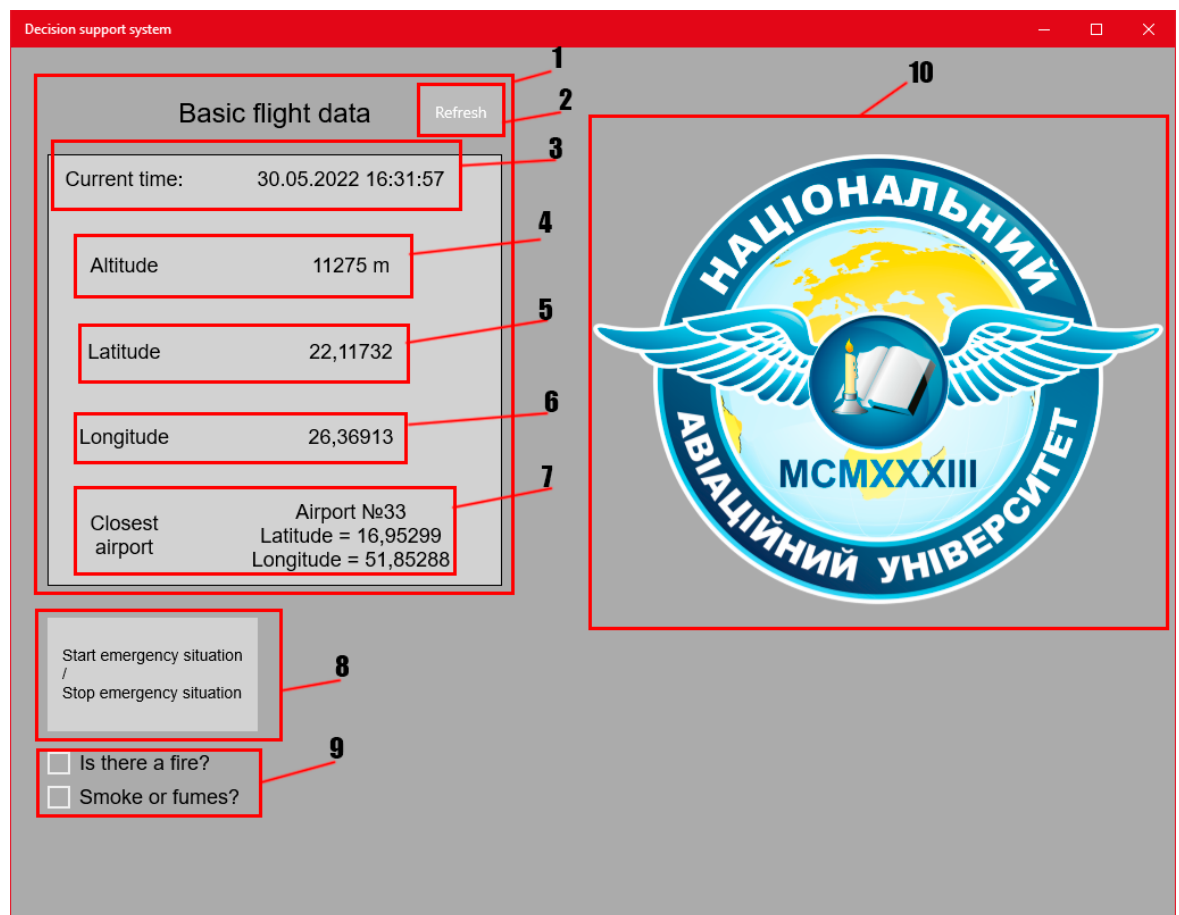 Decision support system
1
10
Basic flight data
Refresh
2
Current time: 30.05.2022 16:31:57
3
Altitude 11275 m
4
Latitude 22,11732
5
Longitude 26,36913
6
Closest
airport
Airport №33
Latitude = 16,95299
Longitude = 51,85288
7
Start emergency situation
/
Stop emergency situation
8
Is there a fire?
Smoke or fumes?
9
НАЦІОНАЛЬНИЙ
MCMXXXIII
АВІАЦІЙНИЙ УНІВЕРСИТЕТ